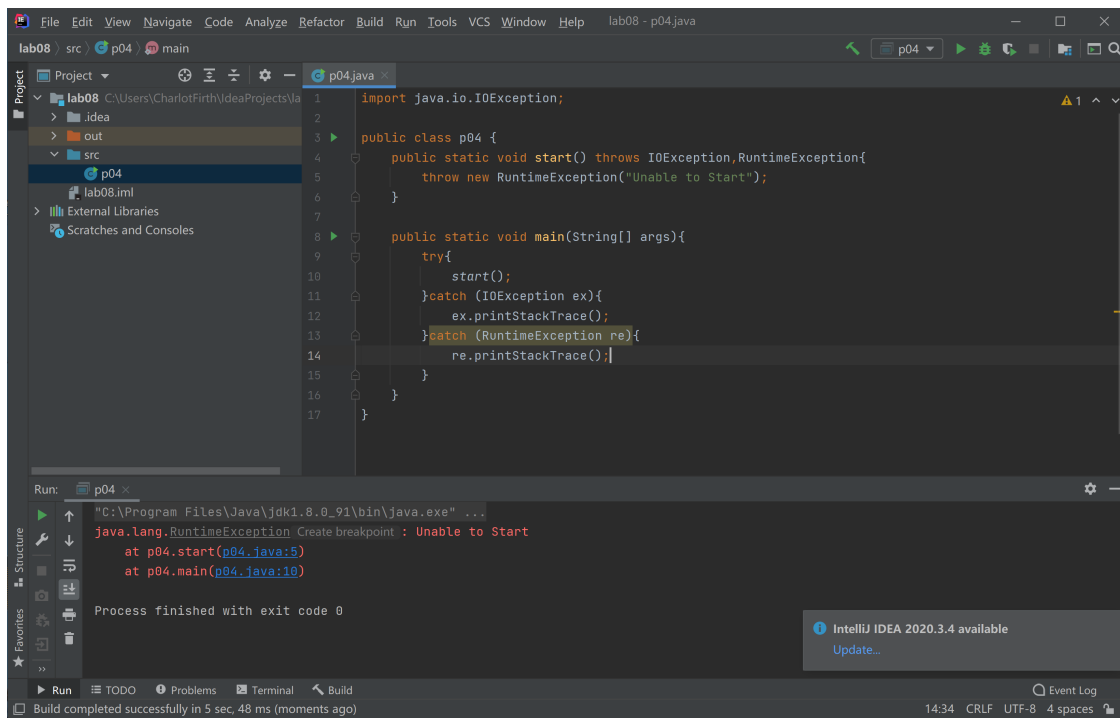 File Edit View Navigate Code Analyze Refactor Build Run Tools VCS Window Help lab08 - p04.java
lab08 src p04 main p04
Project
Project
p04.java
lab08 C:\Users\CharlotFirth\IdeaProjects\la
.idea
out
src
p04
lab08.iml
External Libraries
Scratches and Consoles
1 import java.io.IOException;
2
3 public class p04 {
4 public static void start() throws IOException,RuntimeException{
5 throw new RuntimeException("Unable to Start");
6 }
7
8 public static void main(String[] args){
9 try{
10 start();
11 }catch (IOException ex){
12 ex.printStackTrace();
13 }catch (RuntimeException re){
14 re.printStackTrace();
15 }
16 }
17 }
1
Run: p04
"C:\Program Files\Java\jdk1.8.0_91\bin\java.exe" ...
java.lang.RuntimeException Create breakpoint : Unable to Start
at p04.start(p04.java:5)
at p04.main(p04.java:10)
Process finished with exit code 0
Structure
Favorites
IntelliJ IDEA 2020.3.4 available
Update...
Run TODO Problems Terminal Build Event Log
Build completed successfully in 5 sec, 48 ms (moments ago) 14:34 CRLF UTF-8 4 spaces